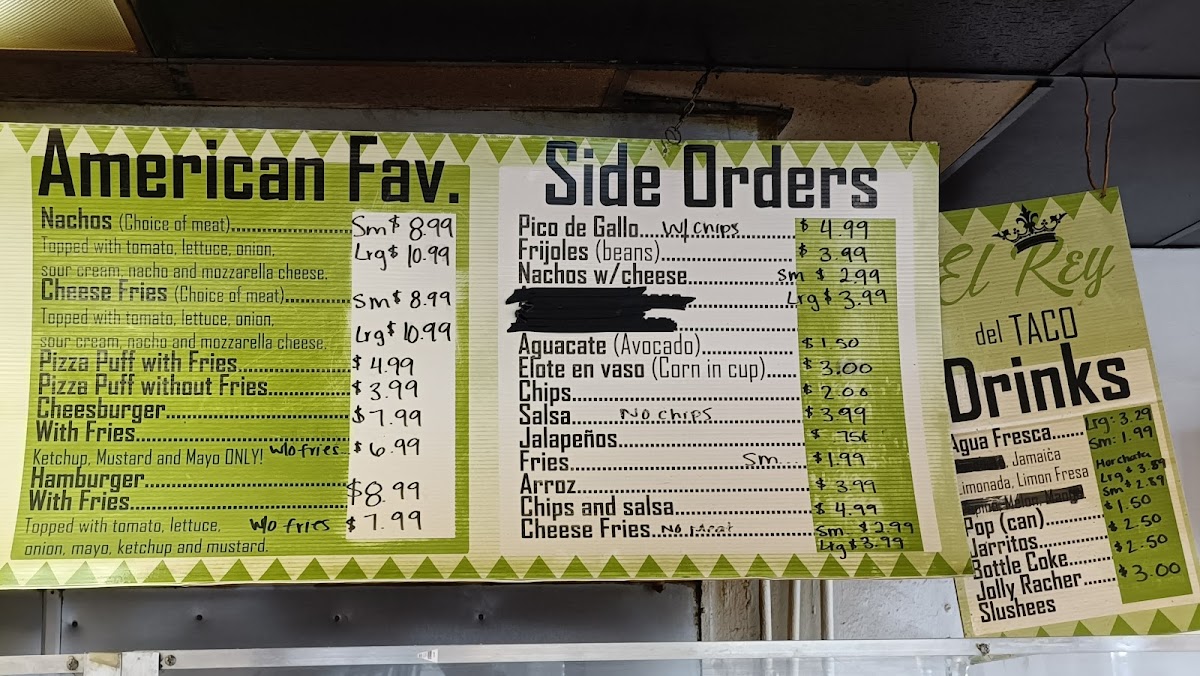 American Fav.
Nachos (Choice of meat)................ Sm $ 8.99
Topped with tomato, lettuce, onion, Lrg $ 10.99
sour cream, nacho and mozzarella cheese.
Cheese Fries (Choice of meat)........... Sm $ 8.99
Topped with tomato, lettuce, onion,
sour cream, nacho and mozzarella cheese. Lrg $ 10.99
Pizza Puff with Fries................ $ 4.99
Pizza Puff without Fries............. $ 3.99
Cheesburger.......................... $ 7.99
With Fries........................... $ 6.99
Ketchup, Mustard and Mayo ONLY! w/o fries
Hamburger............................
With Fries........................... $8.99
Topped with tomato, lettuce, w/o fries $ 7.99
onion, mayo, ketchup and mustard.
Side Orders
Pico de Gallo.... w/ chips $ 4.99
Frijoles (beans)................ $ 3.99
Nachos w/cheese................ Sm $ 2.99
Lrg $ 3.99
Aguacate (Avocado)............... $ 1.50
Elote en vaso (Corn in cup)...... $ 3.00
Chips............................ $ 2.00
Salsa...... No chips $ 3.99
Jalapeños........................ $ .75¢
Fries................ Sm... $ 1.99
Arroz............................ $ 3.99
Chips and salsa.................. $ 4.99
Cheese Fries.. No meat Sm $ 2.99
Lrg $ 3.99
El Rey
del TACO
Drinks
Agua Fresca....... Lrg: 3.29
Sm: 1.99
, Jamaica Horchata
Limonada, Limon Fresa Lrg $ 3.89
Melon, Mango Sm $ 2.89
Pop (can)............ $ 1.50
Jarritos............. $ 2.50
Bottle Coke....... $ 2.50
Jolly Racher...... $ 3.00
Slushees